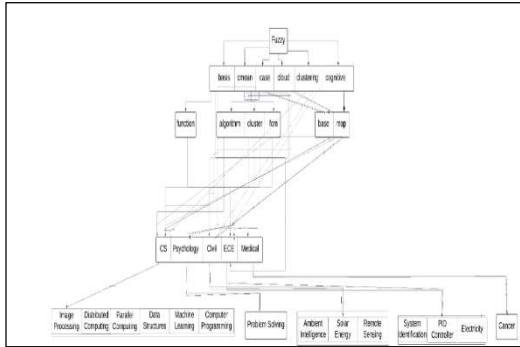 Fuzzy
basis cmean case cloud clustering cognitive
function algorithm cluster fcm base map
CS Psychology Civil ECE Medical
Image Processing
Distributed Computing
Parallel Computing
Data Structures
Machine Learning
Computer Programming
Problem Solving
Ambient Intelligence
Solar Energy
Remote Sensing
System Identification
PID Controller
Electricity
Cancer